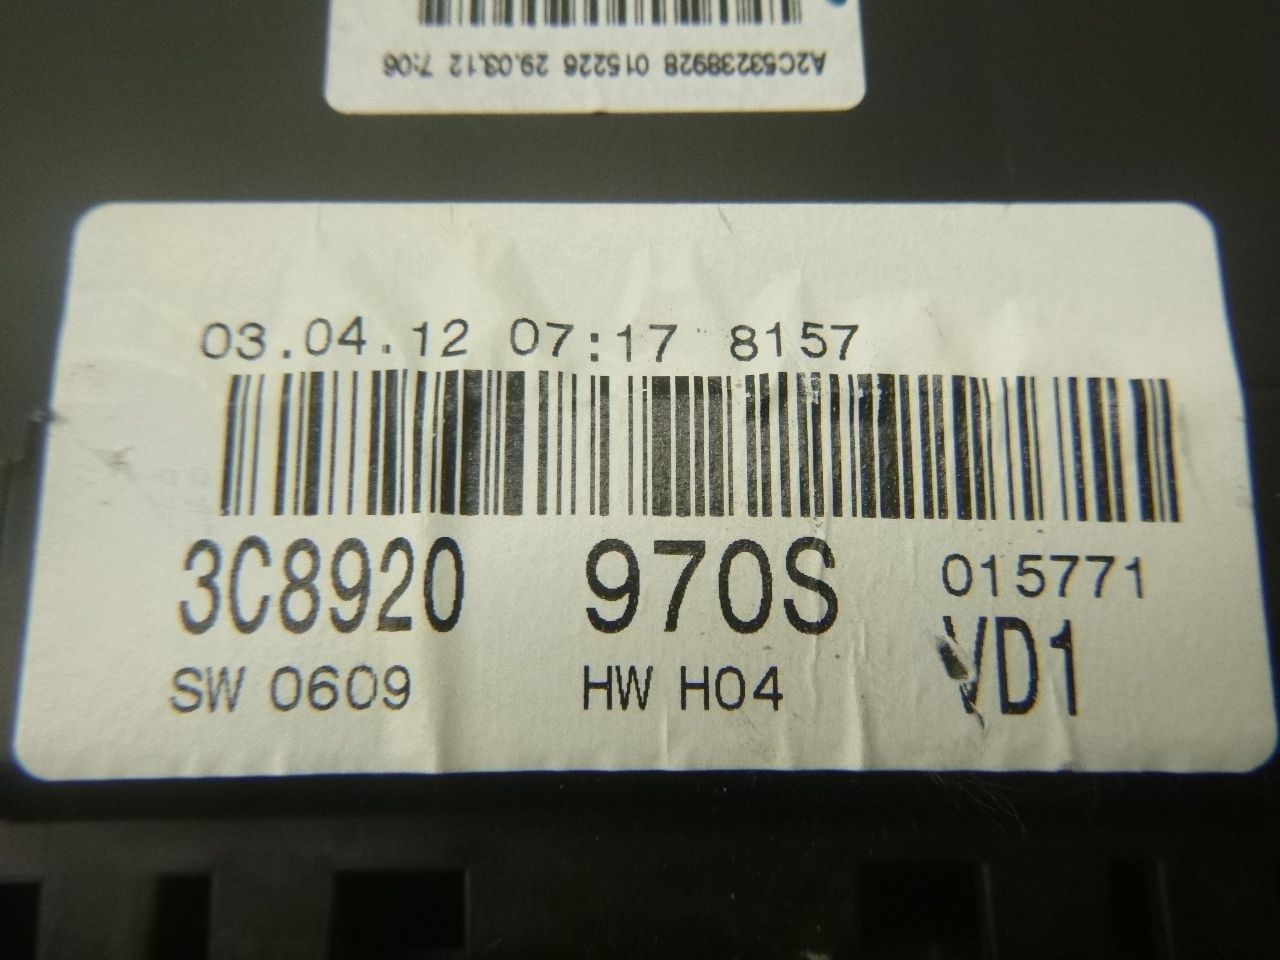 A2C53238928 015226 29.03.12 7:06
03.04.12 07:17 8157
3C8920 970S 015771
SW 0609 HW H04 VD1